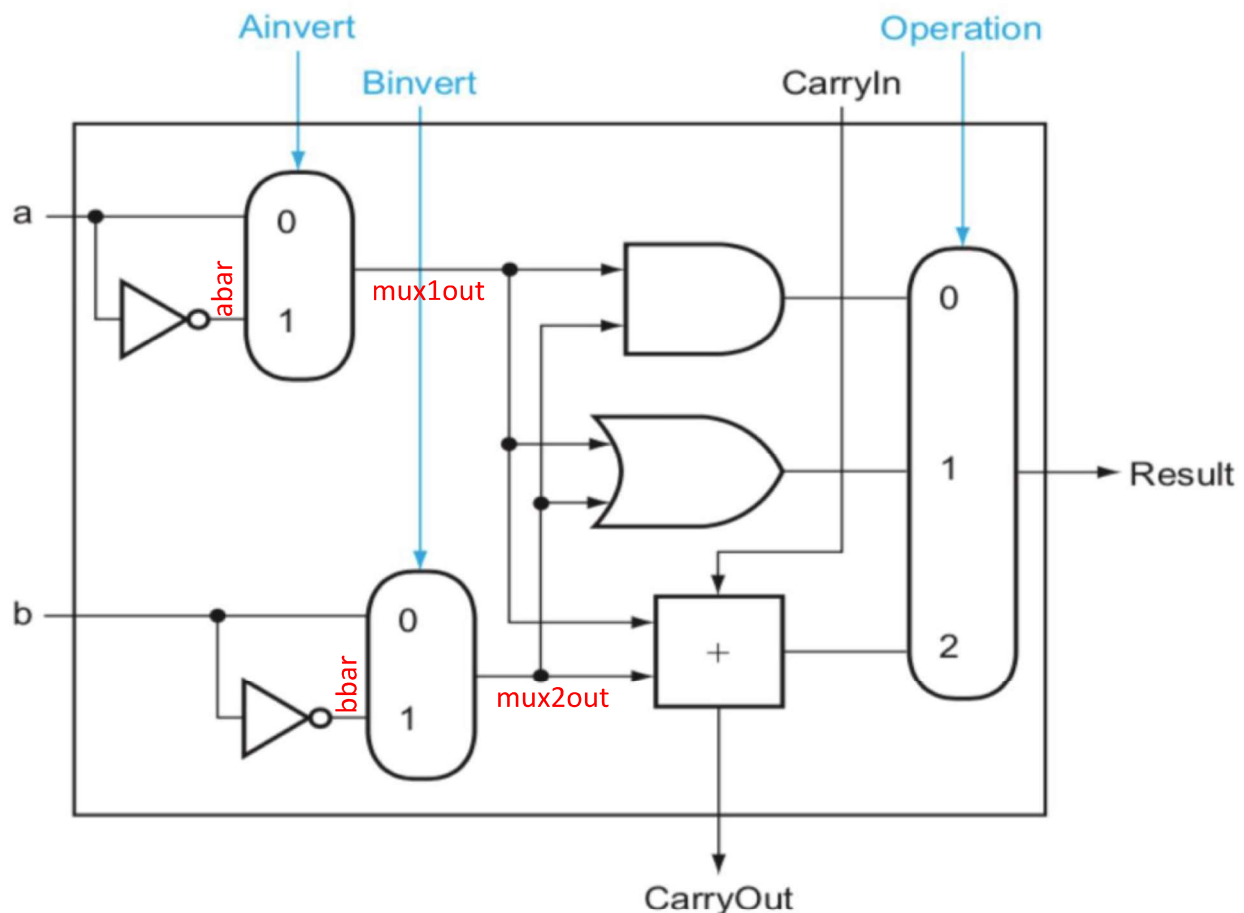 Ainvert
Operation
Binvert
CarryIn
a
0
abar
mux1out
1
0
1
Result
b
0
bbar
1
mux2out
+
2
CarryOut